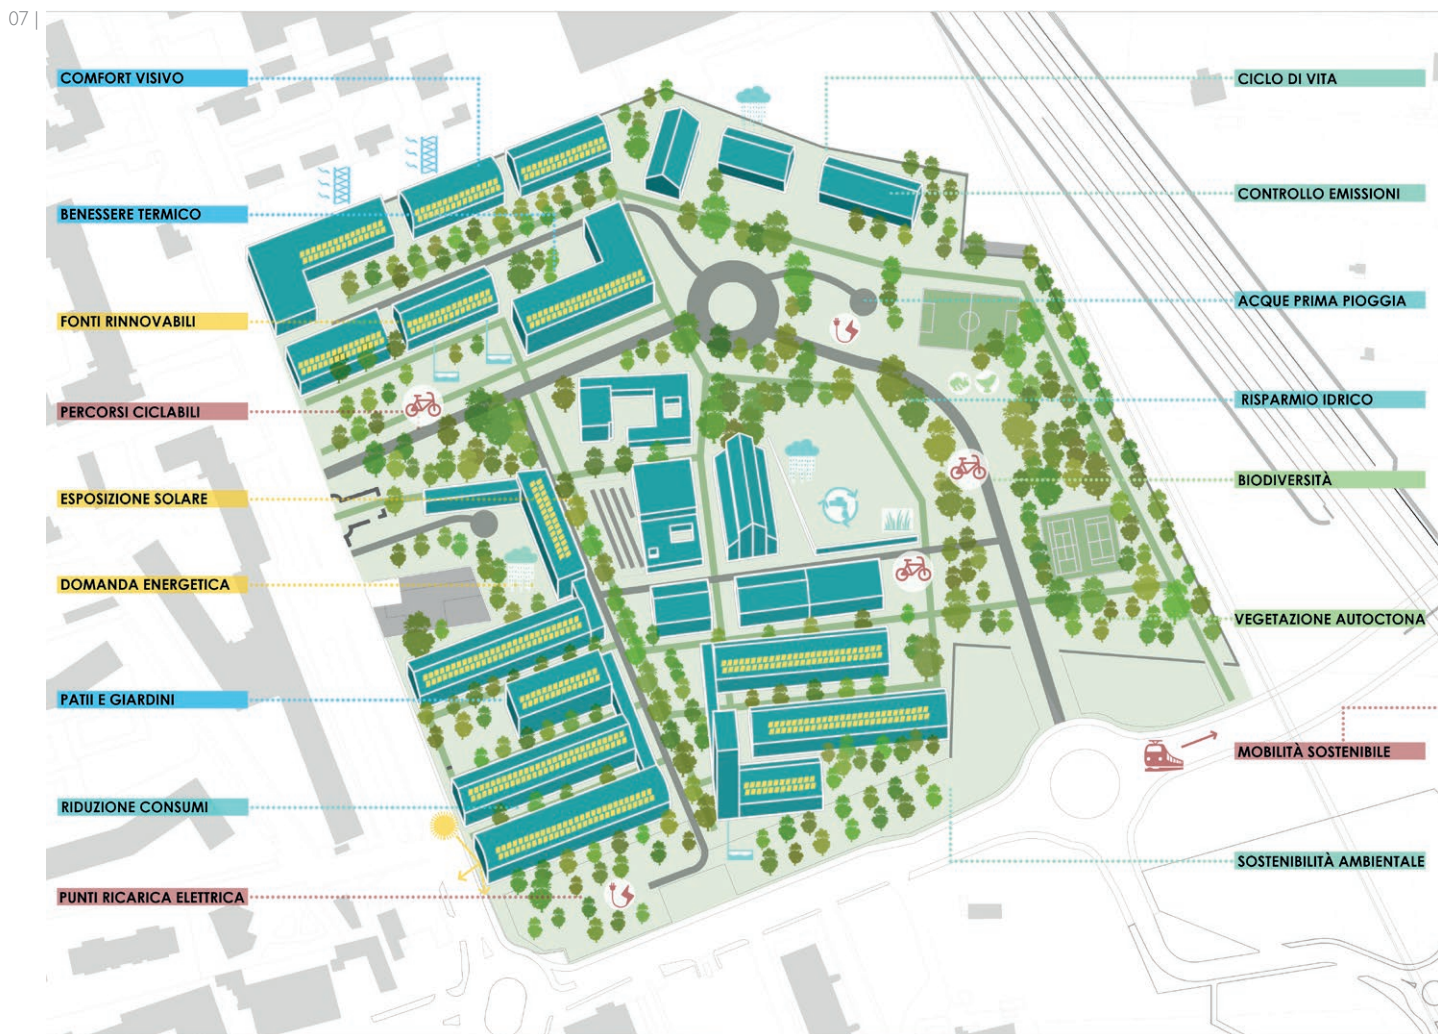 07 |
COMFORT VISIVO
BENESSERE TERMICO
FONTI RINNOVABILI
PERCORSI CICLABILI
ESPOSIZIONE SOLARE
DOMANDA ENERGETICA
PATII E GIARDINI
RIDUZIONE CONSUMI
PUNTI RICARICA ELETTRICA
CICLO DI VITA
CONTROLLO EMISSIONI
ACQUE PRIMA PIOGGIA
RISPARMIO IDRICO
BIODIVERSITÀ
VEGETAZIONE AUTOCTONA
MOBILITÀ SOSTENIBILE
SOSTENIBILITÀ AMBIENTALE